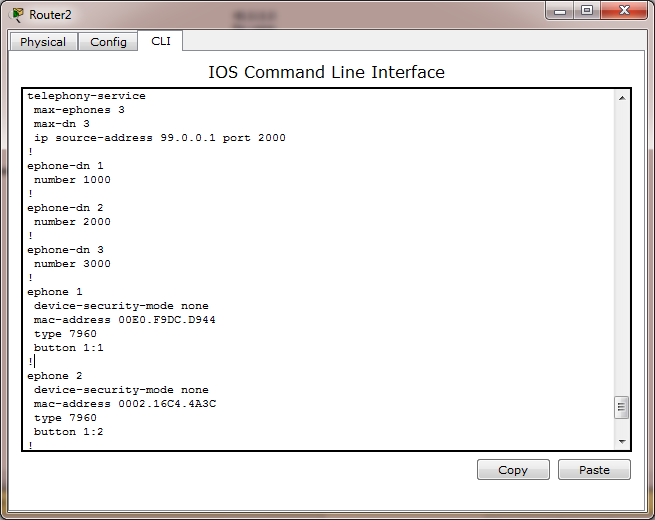 Router2
Physical Config CLI
IOS Command Line Interface
telephony-service
max-ephones 3
max-dn 3
ip source-address 99.0.0.1 port 2000
!
ephone-dn 1
number 1000
!
ephone-dn 2
number 2000
!
ephone-dn 3
number 3000
!
ephone 1
device-security-mode none
mac-address 00E0.F9DC.D944
type 7960
button 1:1
!
ephone 2
device-security-mode none
mac-address 0002.16C4.4A3C
type 7960
button 1:2
!
Copy Paste